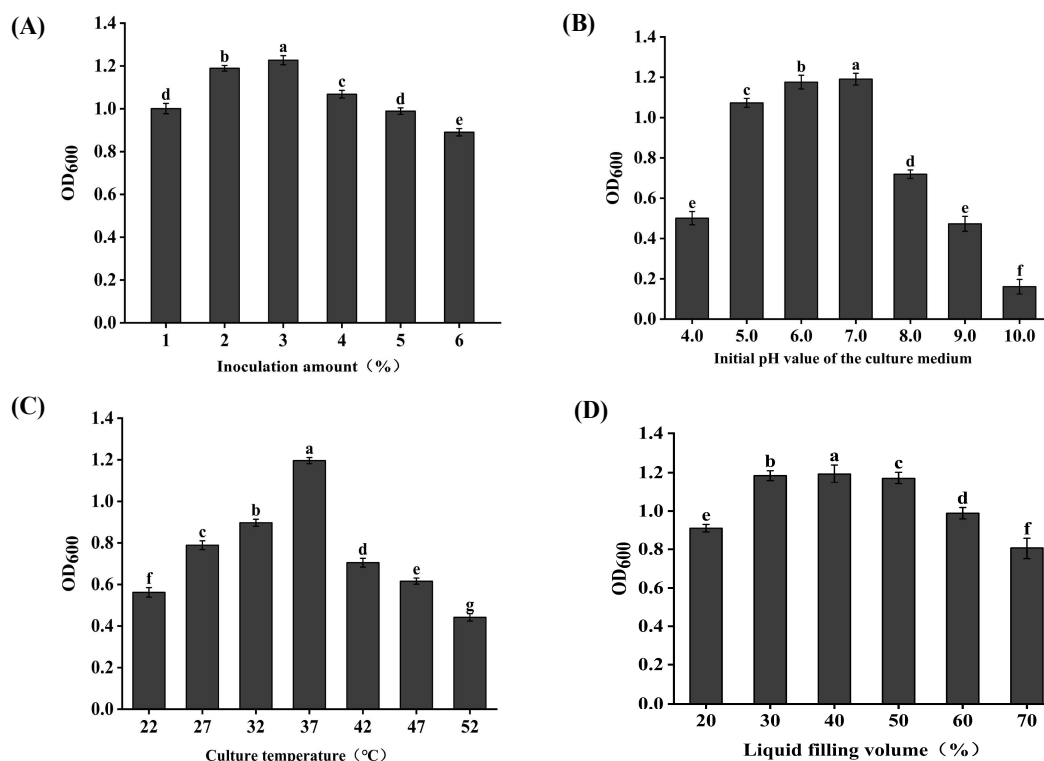 (A)
1.4
1.2
1.0
0.8
0.6
0.4
0.2
0.0
OD600
d
b
a
c
d
e
1 2 3 4 5 6
Inoculation amount（%）
(B)
1.4
1.2
1.0
0.8
0.6
0.4
0.2
0.0
OD600
e
c
b
a
d
e
f
4.0 5.0 6.0 7.0 8.0 9.0 10.0
Initial pH value of the culture medium
(C)
1.4
1.2
1.0
0.8
0.6
0.4
0.2
0.0
OD600
f
c
b
a
d
e
g
22 27 32 37 42 47 52
Culture temperature（°C）
(D)
1.4
1.2
1.0
0.8
0.6
0.4
0.2
0.0
OD600
e
b
a
c
d
f
20 30 40 50 60 70
Liquid filling volume（%）